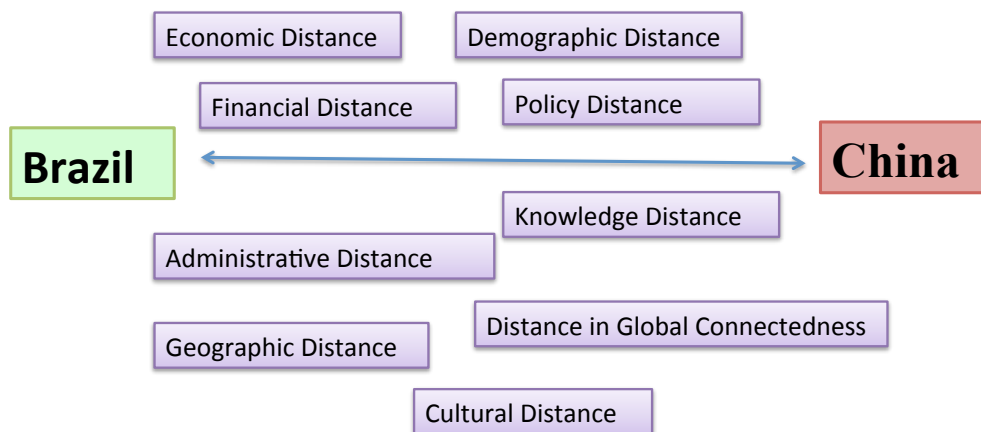 Economic Distance
Demographic Distance
Financial Distance
Policy Distance
Brazil
China
Knowledge Distance
Administrative Distance
Distance in Global Connectedness
Geographic Distance
Cultural Distance